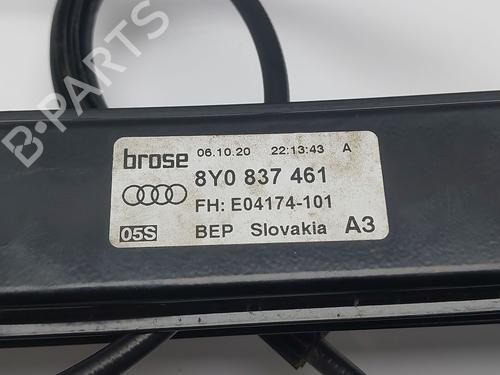 B-PARTS
brose 06.10.20 22:13:43 A
8Y0 837 461
FH: E04174-101
05S BEP Slovakia A3